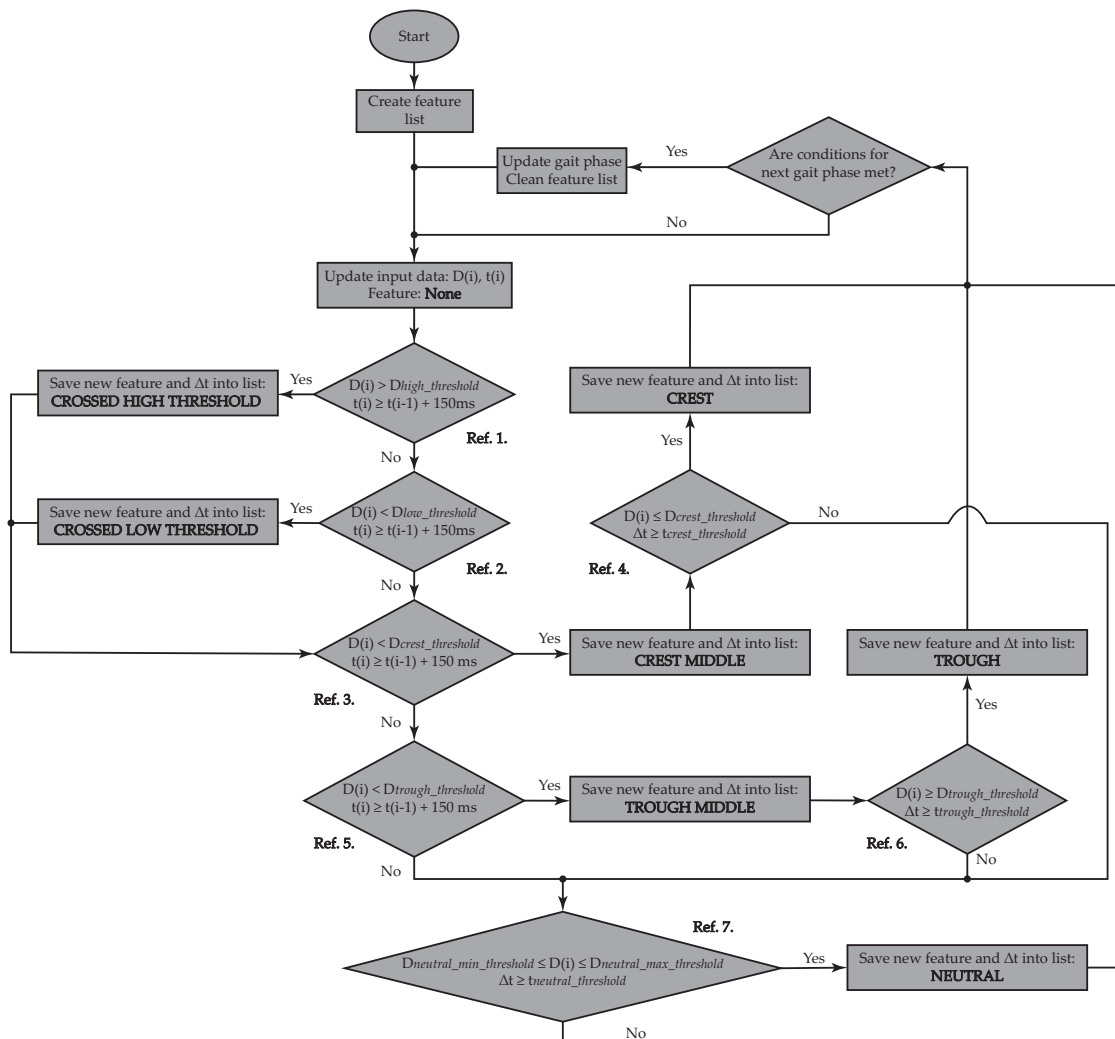 Start
Create feature
list
Update gait phase
Clean feature list
Yes
Are conditions for
next gait phase met?
No
Update input data: D(i), t(i)
Feature: None
Save new feature and Δt into list:
CROSSED HIGH THRESHOLD
Yes
D(i) > Dhigh_threshold
t(i) ≥ t(i-1) + 150ms
Ref. 1.
No
Save new feature and Δt into list:
CREST
Yes
Save new feature and Δt into list:
CROSSED LOW THRESHOLD
Yes
D(i) < Dlow_threshold
t(i) ≥ t(i-1) + 150ms
Ref. 2.
No
D(i) ≤ Dcrest_threshold
Δt ≥ tcrest_threshold
Ref. 4.
No
D(i) < Dcrest_threshold
t(i) ≥ t(i-1) + 150 ms
Ref. 3.
Yes
No
Save new feature and Δt into list:
CREST MIDDLE
Save new feature and Δt into list:
TROUGH
Yes
D(i) < Dtrough_threshold
t(i) ≥ t(i-1) + 150 ms
Ref. 5.
Yes
No
Save new feature and Δt into list:
TROUGH MIDDLE
D(i) ≥ Dtrough_threshold
Δt ≥ ttrough_threshold
Ref. 6.
No
Ref. 7.
Dneutral_min_threshold ≤ D(i) ≤ Dneutral_max_threshold
Δt ≥ tneutral_threshold
Yes
Save new feature and Δt into list:
NEUTRAL
No